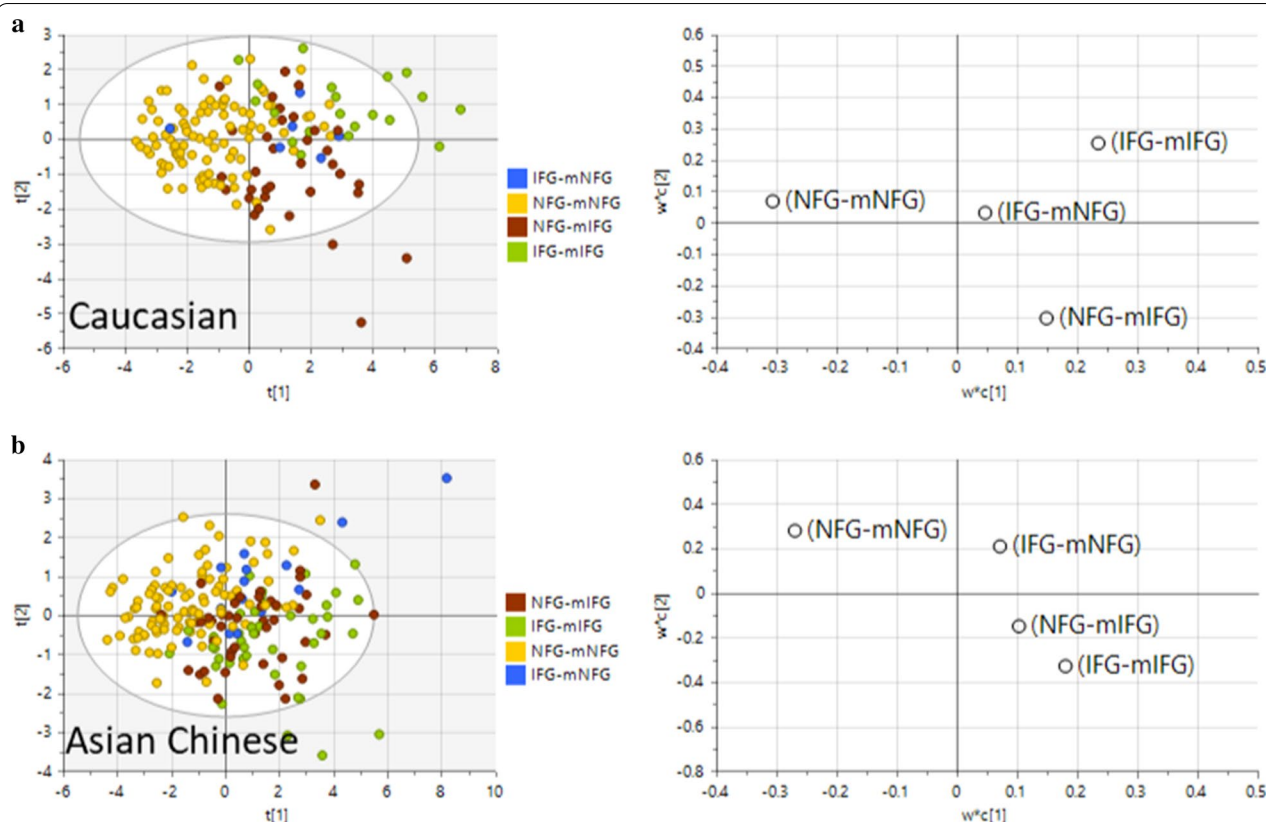 a
3
2
1
0
-1
-2
-3
-4
-5
-6
t[2]
-6
-4
-2
0
2
4
6
8
t[1]
Caucasian
IFG-mNFG
NFG-mNFG
NFG-mIFG
IFG-mIFG
0.6
0.5
0.4
0.3
0.2
0.1
0
-0.1
-0.2
-0.3
-0.4
w*c[2]
(IFG-mIFG)
(NFG-mNFG)
(IFG-mNFG)
(NFG-mIFG)
-0.4
-0.3
-0.2
-0.1
0
0.1
0.2
0.3
0.4
0.5
w*c[1]
b
4
3
2
1
0
-1
-2
-3
-4
t[2]
-6
-4
-2
0
2
4
6
8
10
t[1]
Asian Chinese
NFG-mIFG
IFG-mIFG
NFG-mNFG
IFG-mNFG
0.6
0.4
0.2
0
-0.2
-0.4
-0.6
-0.8
w*c[2]
(NFG-mNFG)
(IFG-mNFG)
(NFG-mIFG)
(IFG-mIFG)
-0.4
-0.3
-0.2
-0.1
0
0.1
0.2
0.3
0.4
0.5
w*c[1]